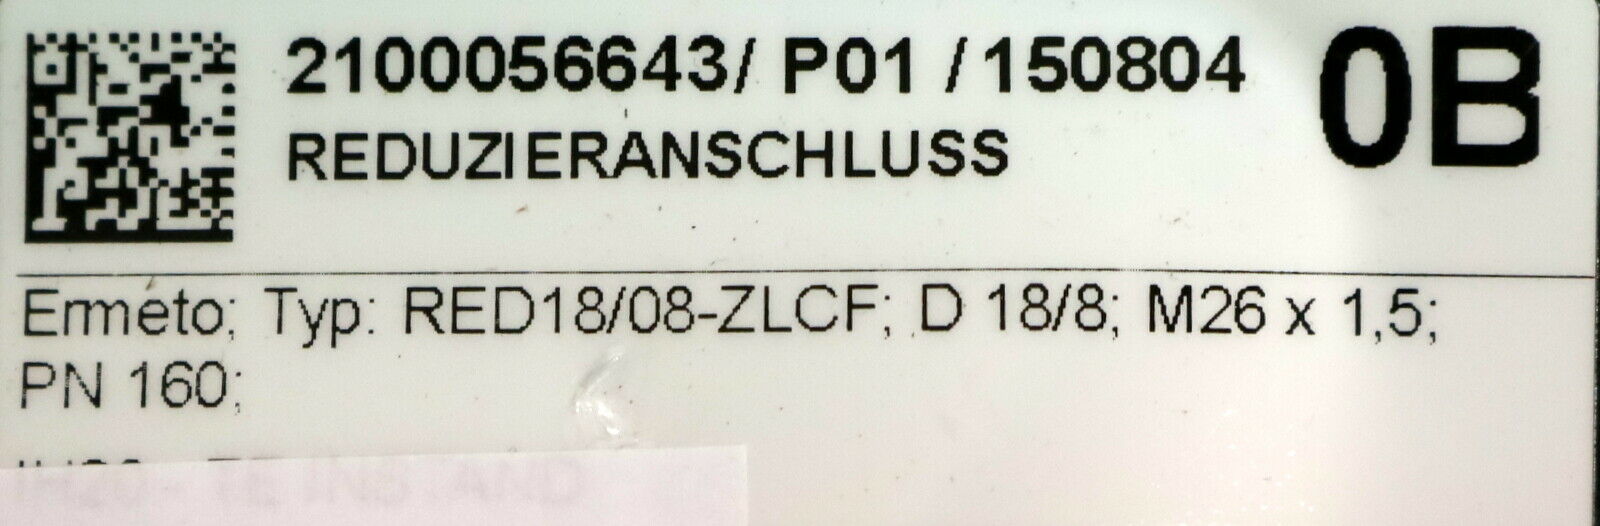 2100056643/ P01 /150804 0B
REDUZIERANSCHLUSS
Ermeto; Typ: RED18/08-ZLCF; D 18/8; M26 x 1,5;
PN 160;